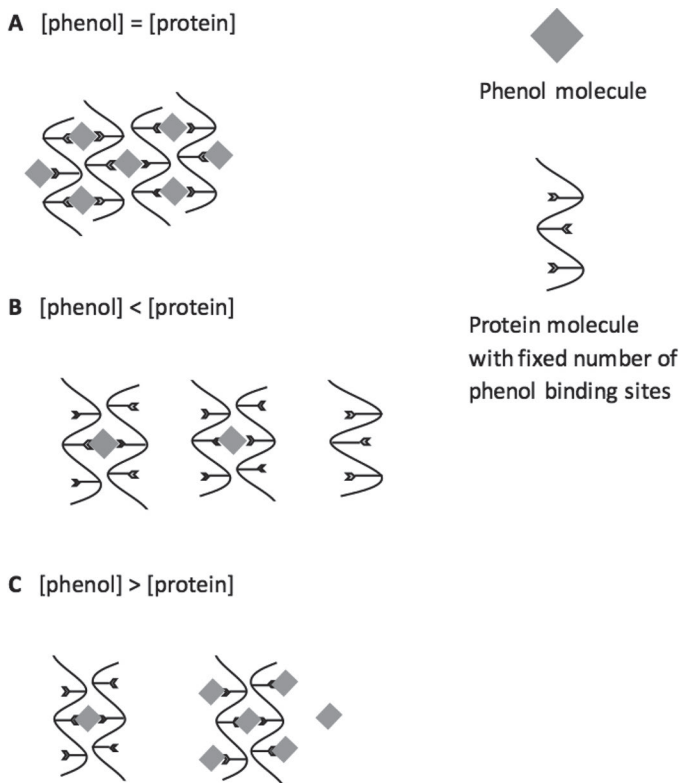 A [phenol] = [protein]
Phenol molecule
Protein molecule
with fixed number of
phenol binding sites
B [phenol] < [protein]
C [phenol] > [protein]